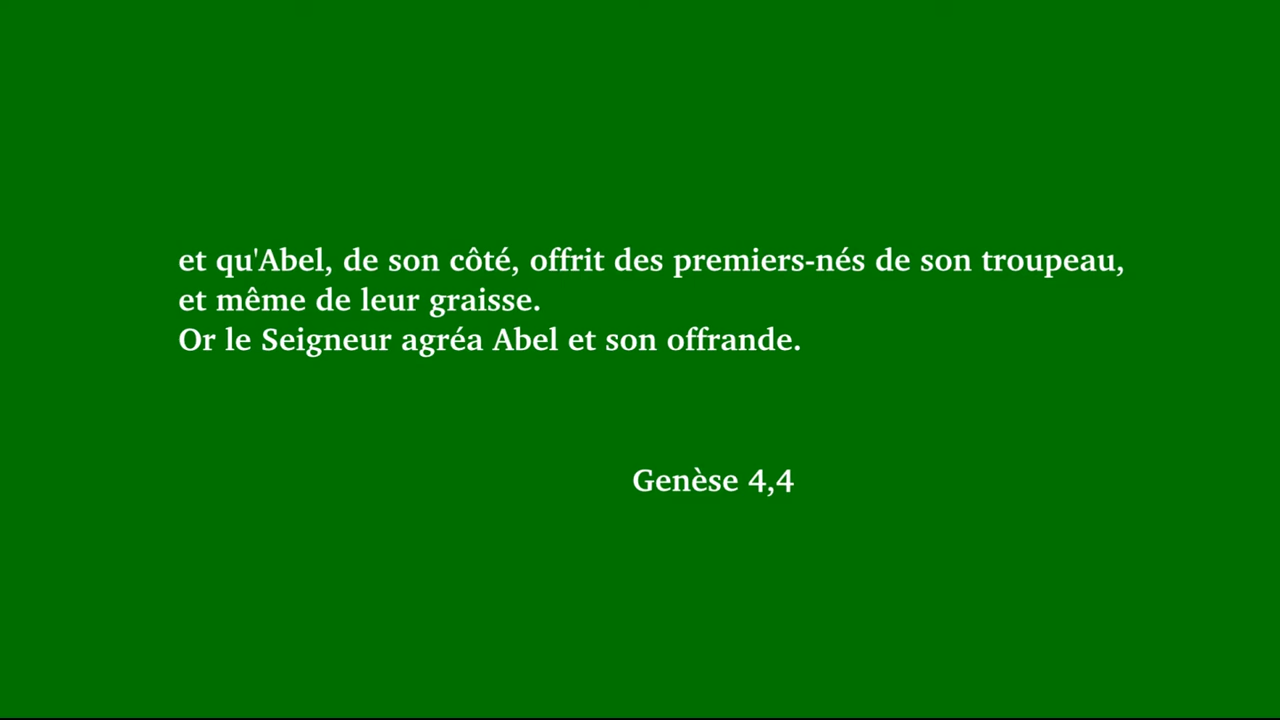 et qu'Abel, de son côté, offrit des premiers-nés de son troupeau,
et même de leur graisse.
Or le Seigneur agréa Abel et son offrande.
Genèse 4,4